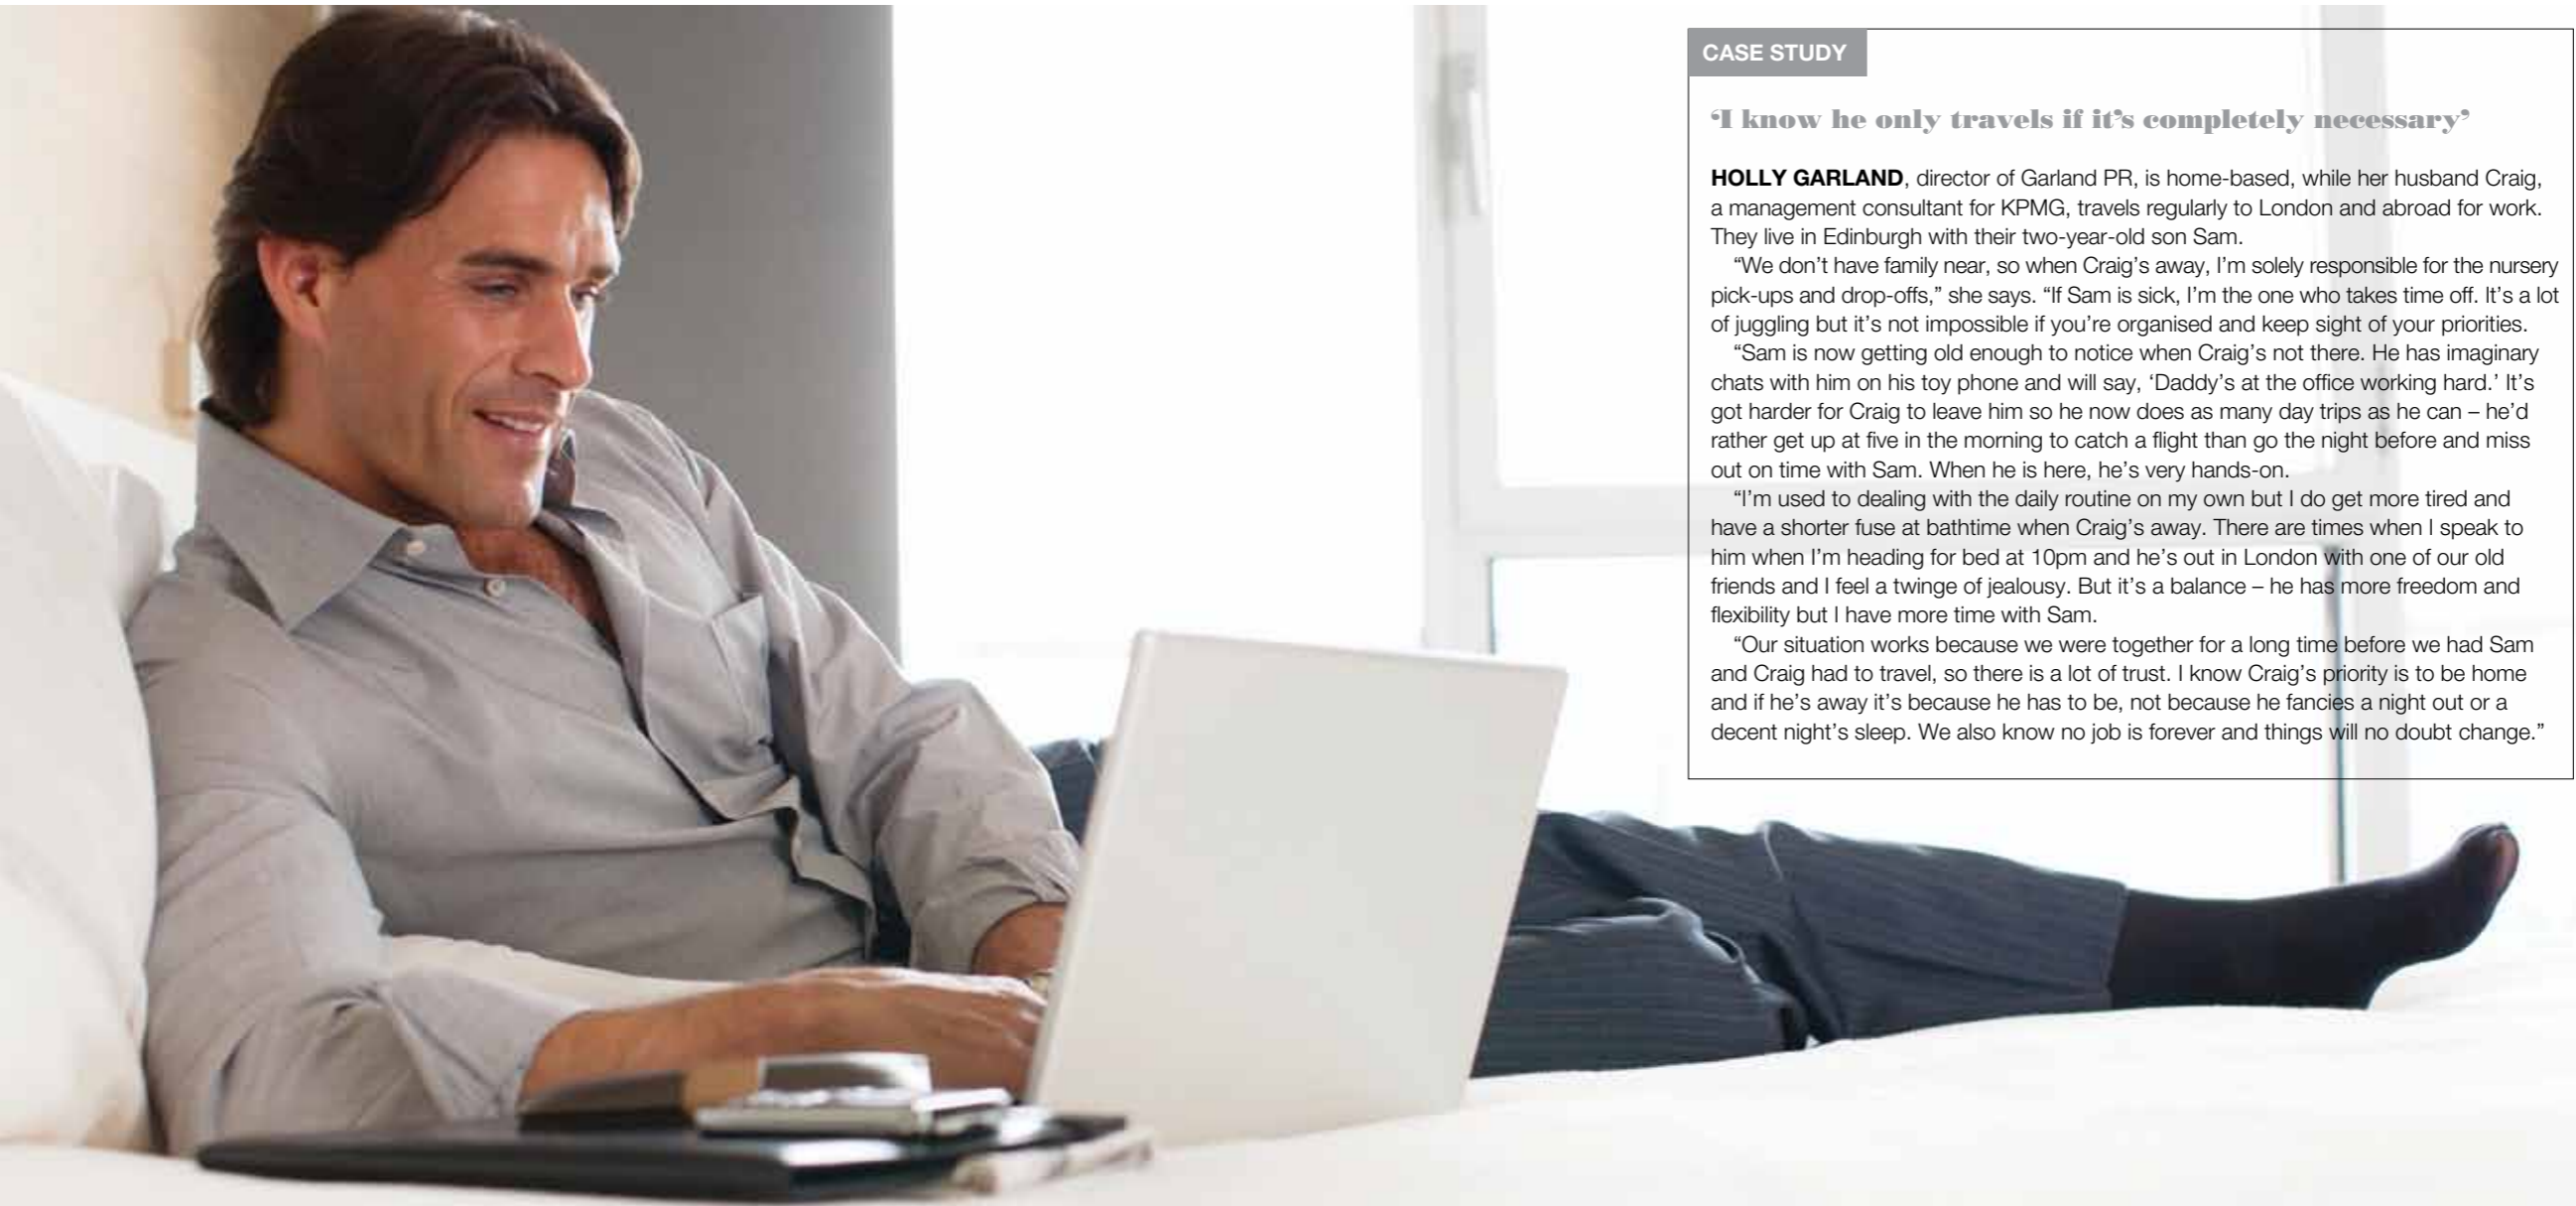 CASE STUDY
‘I know he only travels if it’s completely necessary’
HOLLY GARLAND, director of Garland PR, is home-based, while her husband Craig,
a management consultant for KPMG, travels regularly to London and abroad for work.
They live in Edinburgh with their two-year-old son Sam.
“We don’t have family near, so when Craig’s away, I’m solely responsible for the nursery
pick-ups and drop-offs,” she says. “If Sam is sick, I’m the one who takes time off. It’s a lot
of juggling but it’s not impossible if you’re organised and keep sight of your priorities.
“Sam is now getting old enough to notice when Craig’s not there. He has imaginary
chats with him on his toy phone and will say, ‘Daddy’s at the office working hard.’ It’s
got harder for Craig to leave him so he now does as many day trips as he can – he’d
rather get up at five in the morning to catch a flight than go the night before and miss
out on time with Sam. When he is here, he’s very hands-on.
“I’m used to dealing with the daily routine on my own but I do get more tired and
have a shorter fuse at bathtime when Craig’s away. There are times when I speak to
him when I’m heading for bed at 10pm and he’s out in London with one of our old
friends and I feel a twinge of jealousy. But it’s a balance – he has more freedom and
flexibility but I have more time with Sam.
“Our situation works because we were together for a long time before we had Sam
and Craig had to travel, so there is a lot of trust. I know Craig’s priority is to be home
and if he’s away it’s because he has to be, not because he fancies a night out or a
decent night’s sleep. We also know no job is forever and things will no doubt change.”